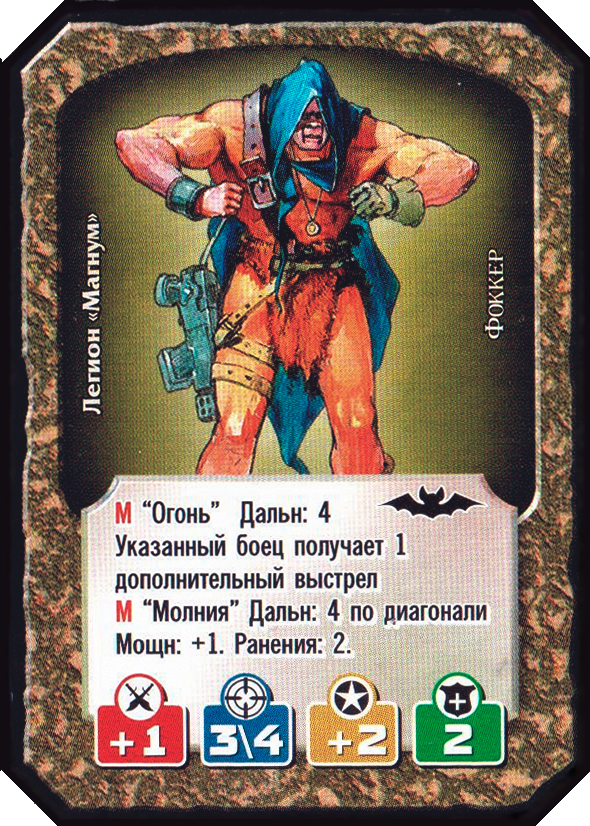 Легион «Магнум»
Фоккер
М “Огонь” Дальн: 4
Указанный боец получает 1
дополнительный выстрел
М “Молния” Дальн: 4 по диагонали
Мощн: +1. Ранения: 2.
+1 3\4 +2 2